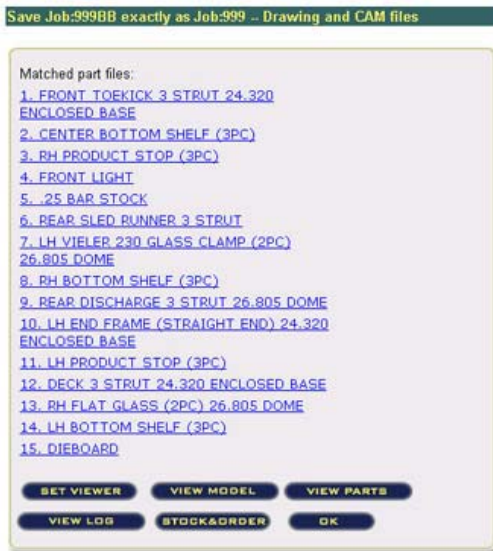 Save Job:999BB exactly as Job:999 -- Drawing and CAM files
Matched part files:
1. FRONT TOEKICK 3 STRUT 24.320
ENCLOSED BASE
2. CENTER BOTTOM SHELF (3PC)
3. RH PRODUCT STOP (3PC)
4. FRONT LIGHT
5. .25 BAR STOCK
6. REAR SLED RUNNER 3 STRUT
7. LH VIELER 230 GLASS CLAMP (2PC)
26.805 DOME
8. RH BOTTOM SHELF (3PC)
9. REAR DISCHARGE 3 STRUT 26.805 DOME
10. LH END FRAME (STRAIGHT END) 24.320
ENCLOSED BASE
11. LH PRODUCT STOP (3PC)
12. DECK 3 STRUT 24.320 ENCLOSED BASE
13. RH FLAT GLASS (2PC) 26.805 DOME
14. LH BOTTOM SHELF (3PC)
15. DIEBOARD
SET VIEWER VIEW MODEL VIEW PARTS
VIEW LOG STOCK&ORDER OK